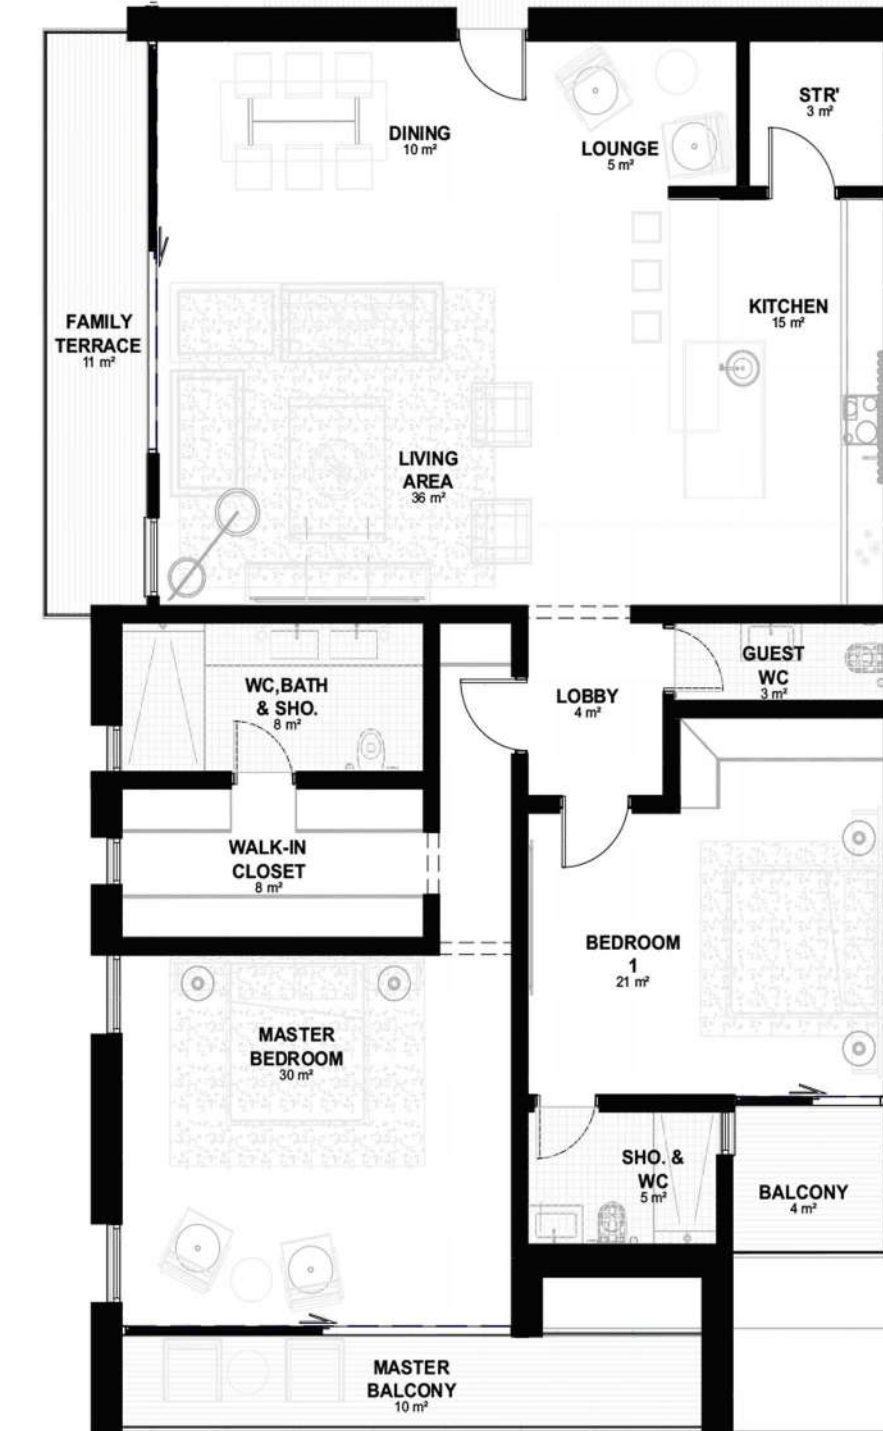 STR'
3 m²
DINING
10 m²
LOUNGE
5 m²
KITCHEN
15 m²
FAMILY
TERRACE
11 m²
LIVING
AREA
36 m²
GUEST
WC
3 m²
WC,BATH
& SHO.
8 m²
LOBBY
4 m²
WALK-IN
CLOSET
8 m²
BEDROOM
1
21 m²
MASTER
BEDROOM
30 m²
SHO. &
WC
5 m²
BALCONY
4 m²
MASTER
BALCONY
10 m²